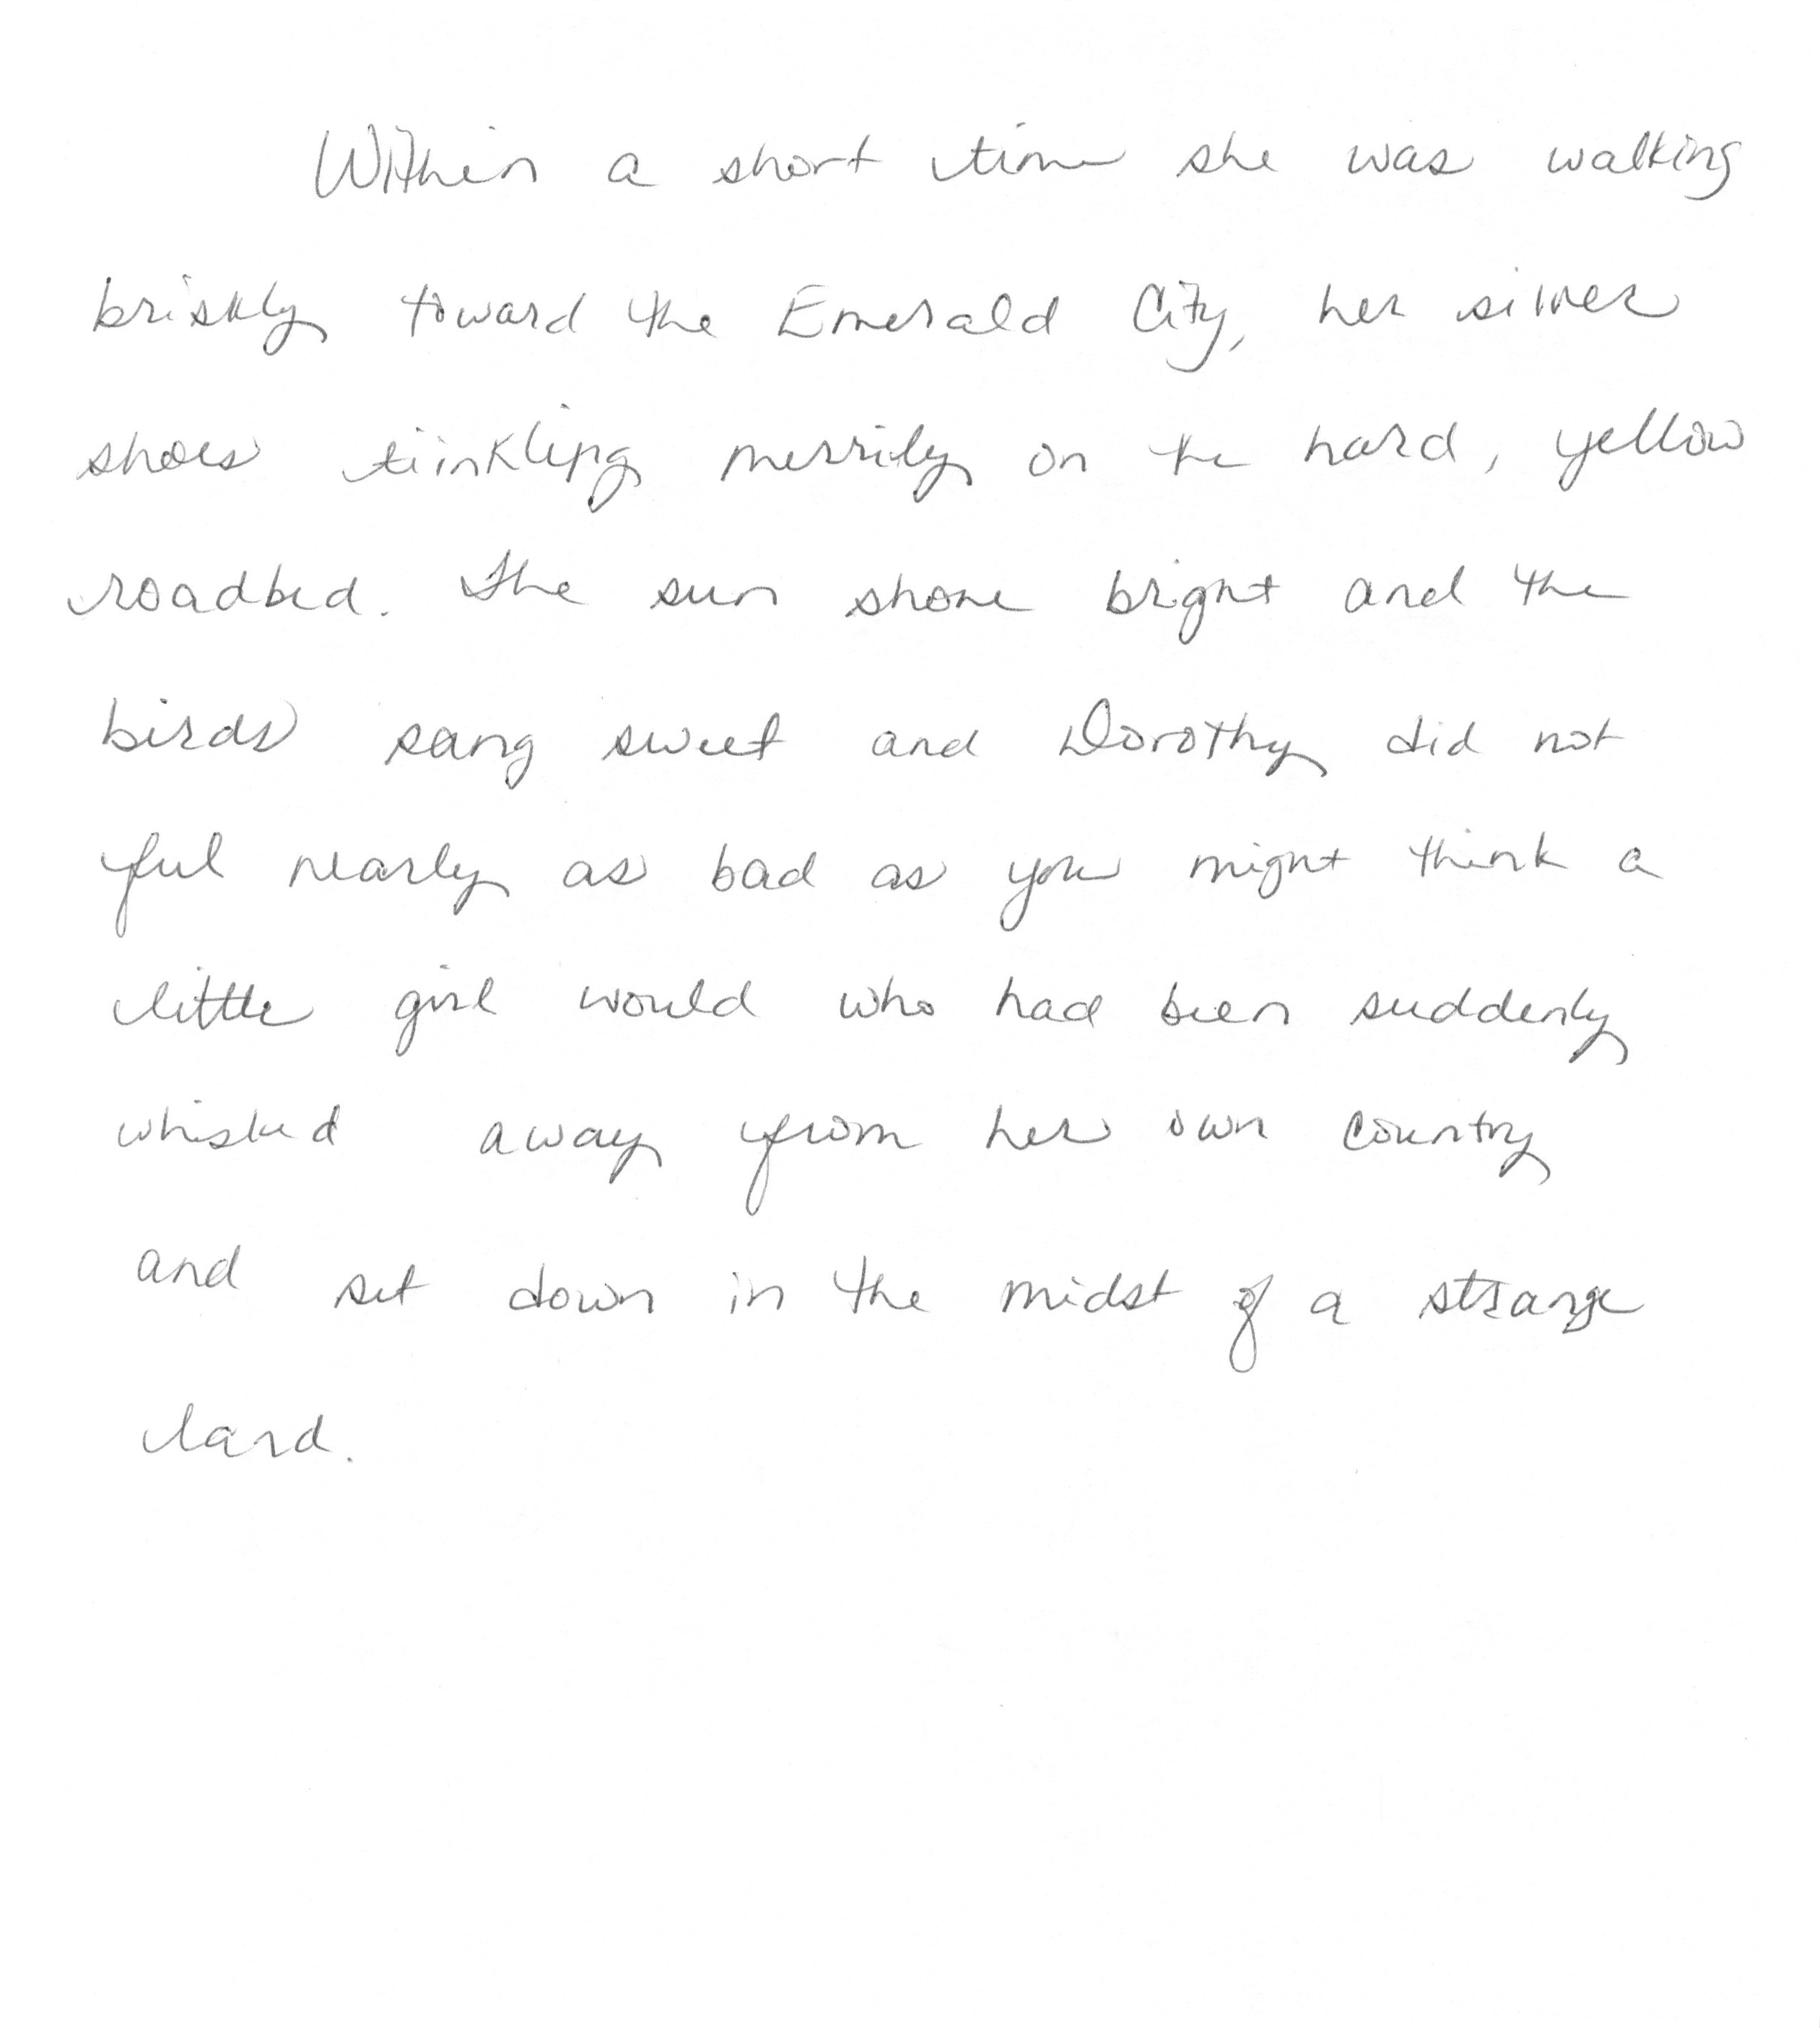 Within a short time she was walking
briskly toward the Emerald City, her silver
shoes tinkling merrily on the hard, yellow
roadbed. The sun shone bright and the
birds sang sweet and Dorothy did not
feel nearly as bad as you might think a
little girl would who had been suddenly
whisked away from her own country
and set down in the midst of a strange
land.